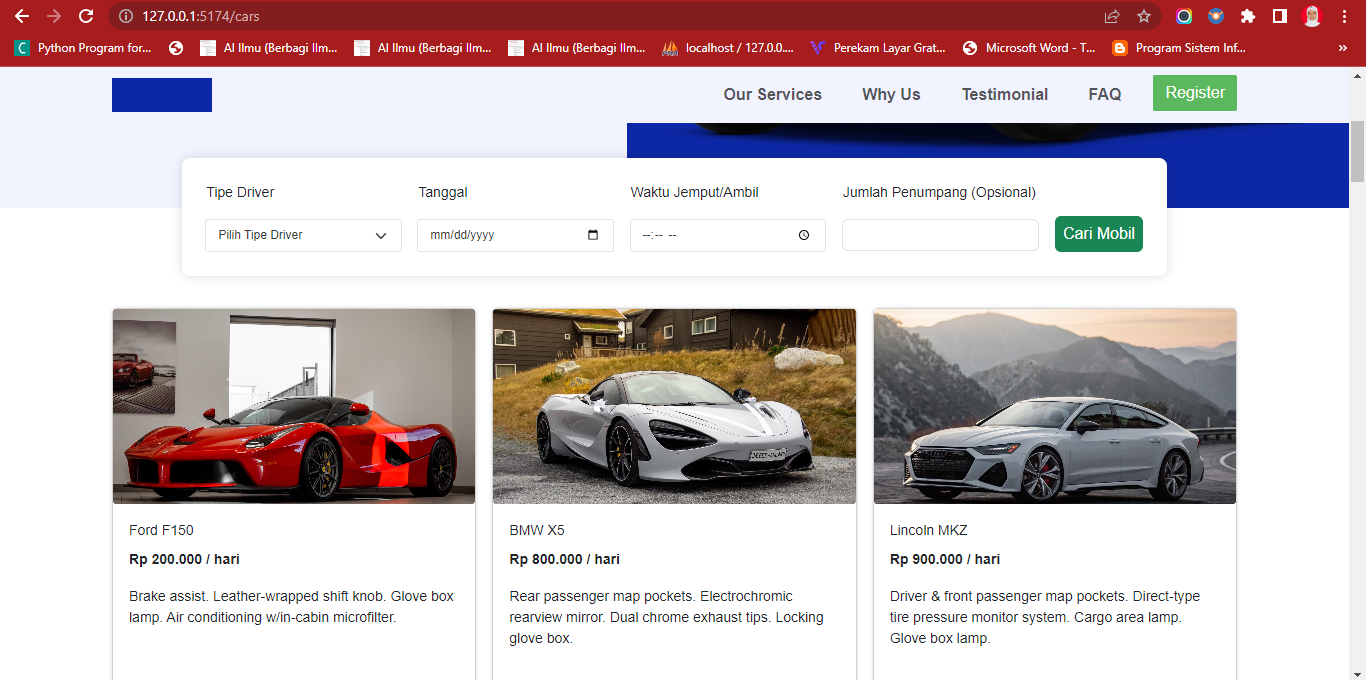 127.0.0.1:5174/cars
Python Program for...
Al Ilmu (Berbagi Ilm...
Al Ilmu (Berbagi Ilm...
Al Ilmu (Berbagi Ilm...
localhost / 127.0.0....
Perekam Layar Grat...
Microsoft Word - T...
Program Sistem Inf...
»
Our Services
Why Us
Testimonial
FAQ
Register
Tipe Driver
Tanggal
Waktu Jemput/Ambil
Jumlah Penumpang (Opsional)
Pilih Tipe Driver
mm/dd/yyyy
--:-- --
Cari Mobil
Ford F150
Rp 200.000 / hari
Brake assist. Leather-wrapped shift knob. Glove box
lamp. Air conditioning w/in-cabin microfilter.
BMW X5
Rp 800.000 / hari
Rear passenger map pockets. Electrochromic
rearview mirror. Dual chrome exhaust tips. Locking
glove box.
Lincoln MKZ
Rp 900.000 / hari
Driver & front passenger map pockets. Direct-type
tire pressure monitor system. Cargo area lamp.
Glove box lamp.